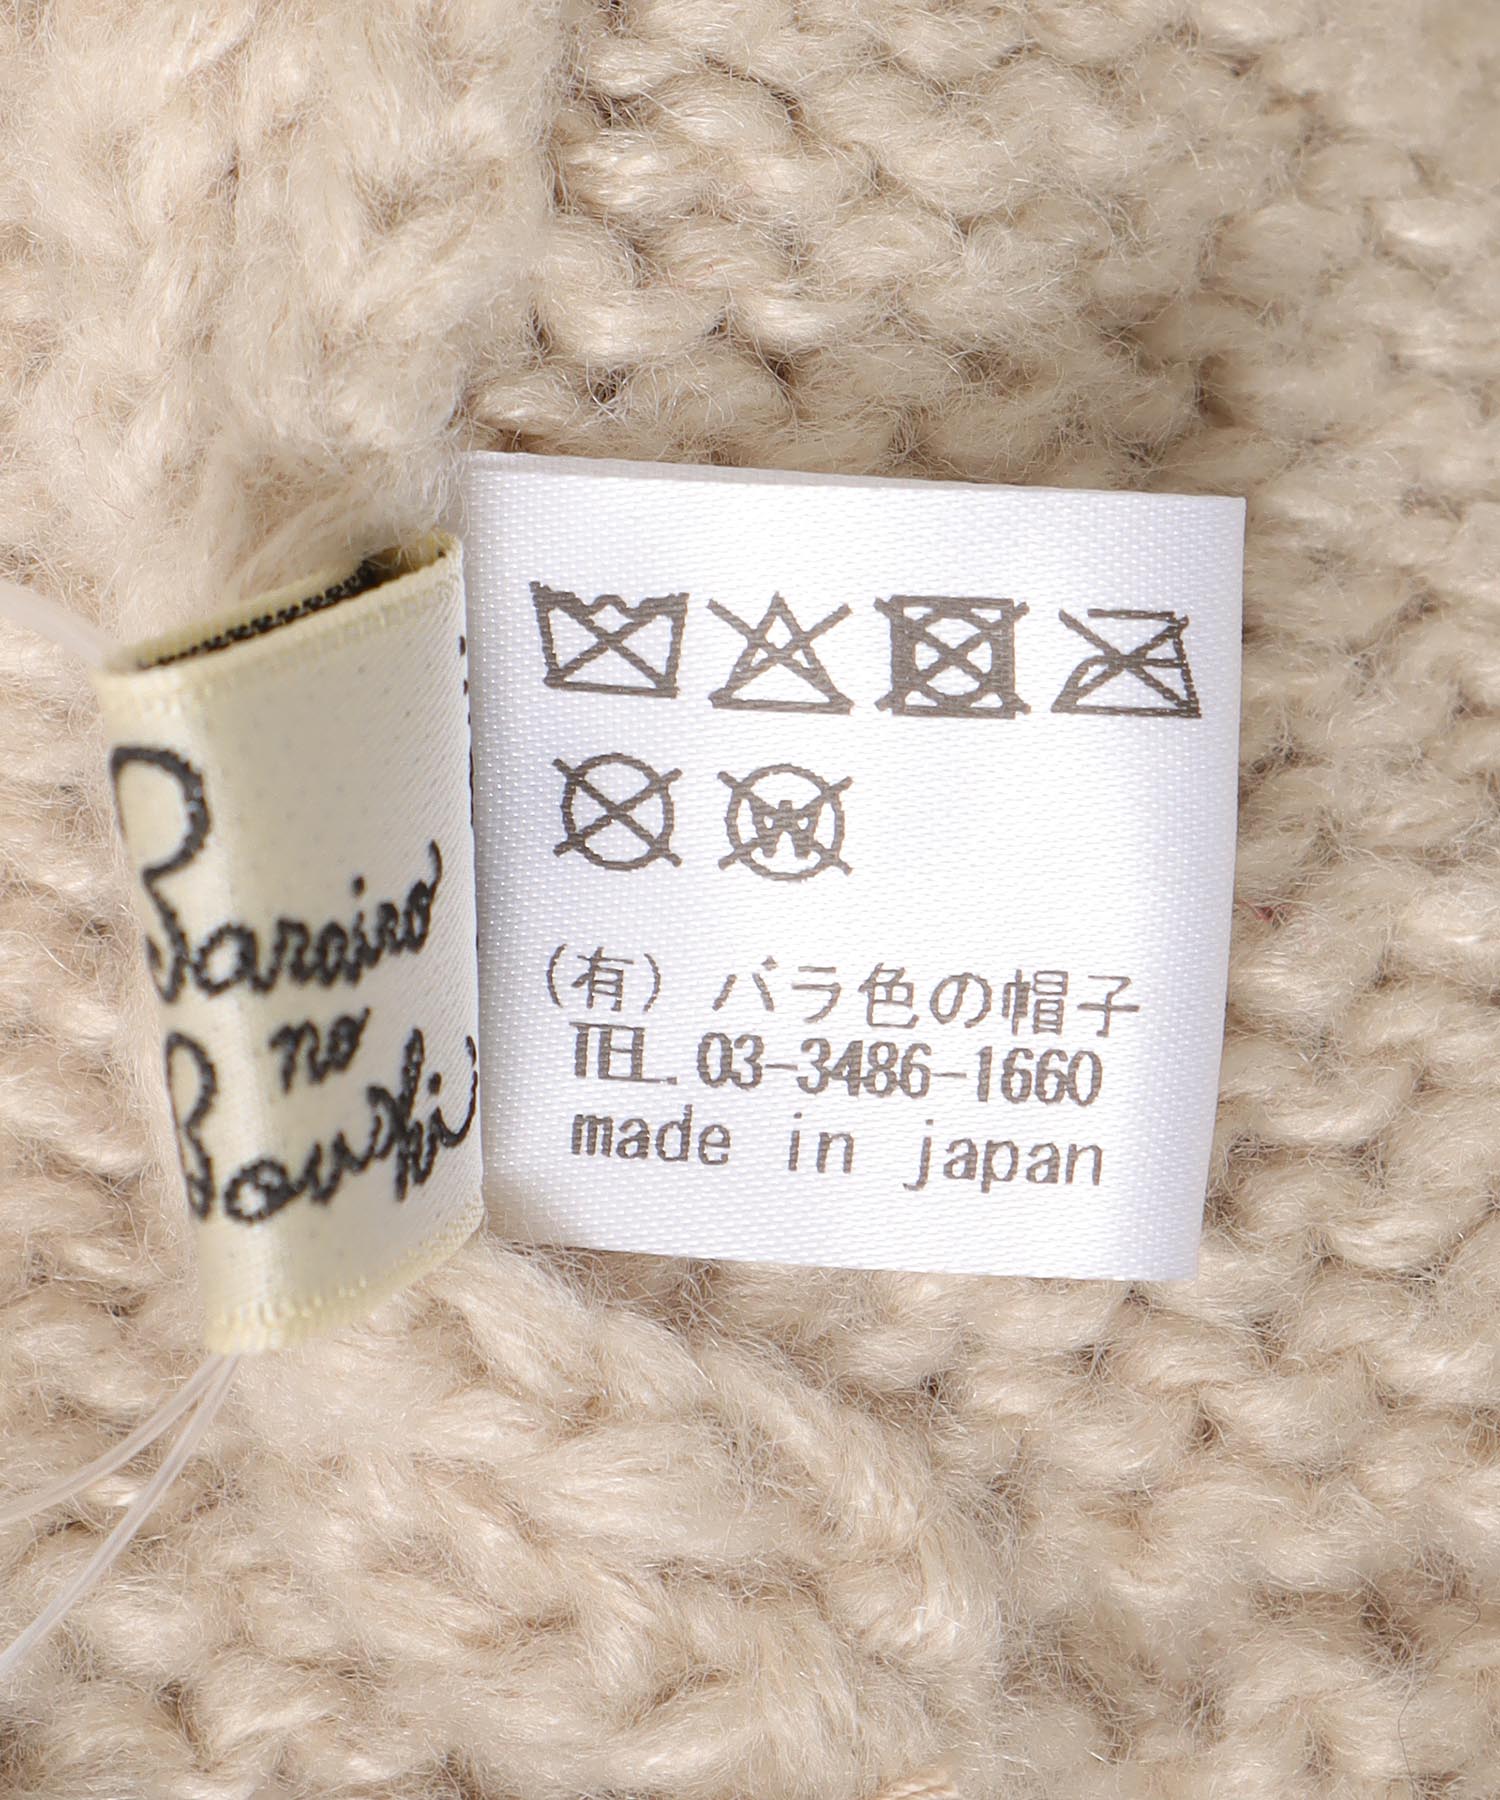 Barairo
no
Boushi
(有) バラ色の帽子
TEL. 03-3486-1660
made in japan